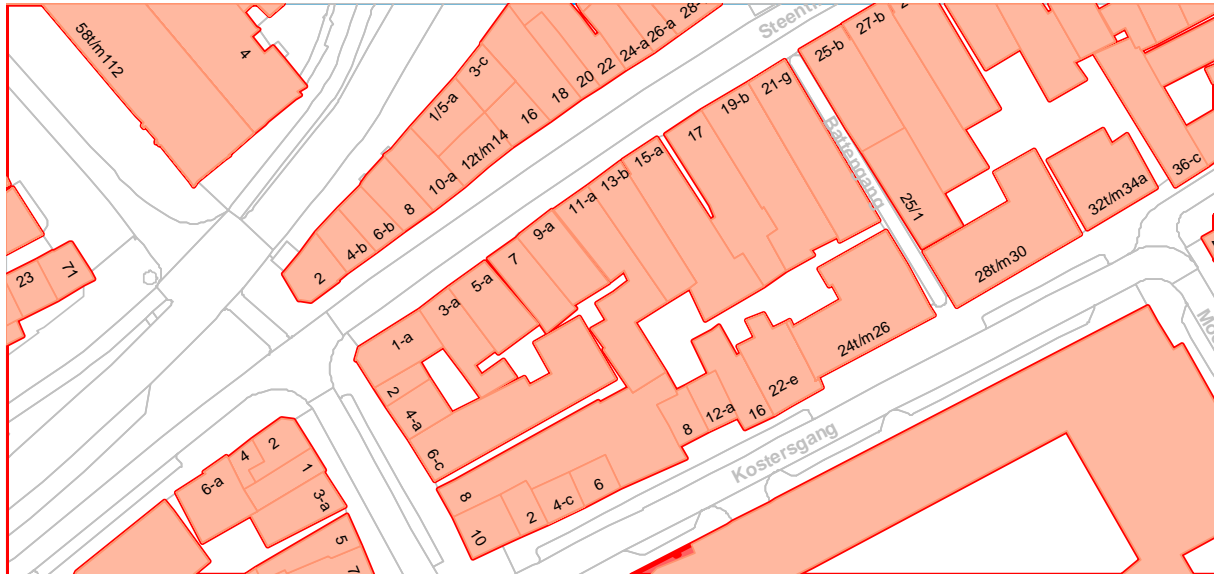 58t/m112
4
3-c
1/5-a
28-
26-a
24-a
22
20
18
16
12t/m14
10-a
8
6-b
4-b
2
25-b
27-b
21-g
19-b
17
15-a
13-b
11-a
9-a
7
5-a
3-a
1-a
2
4-a
6-c
Battengang
25/1
28t/m30
32t/m34a
36-c
24t/m26
22-e
16
12-a
8
Kostersgang
8
10
2
4-c
6
23
71
6-a
4
2
1
3-a
5